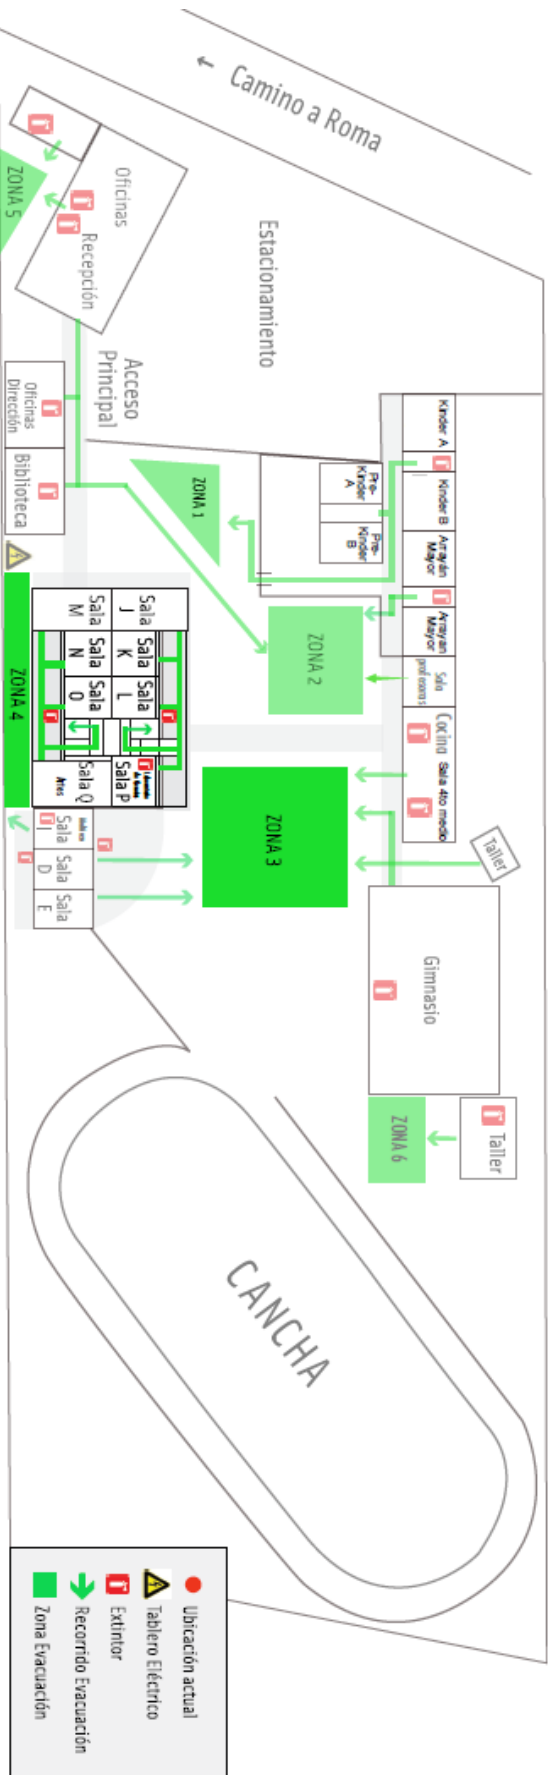 Camino a Roma
Oficinas
Recepción
ZONA 5
Estacionamiento
Acceso
Principal
Oficinas
Dirección
Biblioteca
Kinder A
Kinder B
Arrayán
Mayor
Arrayan
Mayor
Sala
profesores
Cocina
Sala 4to medio
Pre-
Kinder
A
Pre-
Kinder
B
ZONA 1
ZONA 2
ZONA 3
ZONA 4
Sala
J
Sala
K
Sala
L
Sala
M
Sala
N
Sala
O
Sala P
Sala Q
Artes
Sala
I
Sala
D
Sala
E
Taller
Gimnasio
ZONA 6
Taller
CANCHA
Ubicación actual
Tablero Eléctrico
Extintor
Recorrido Evacuación
Zona Evacuación